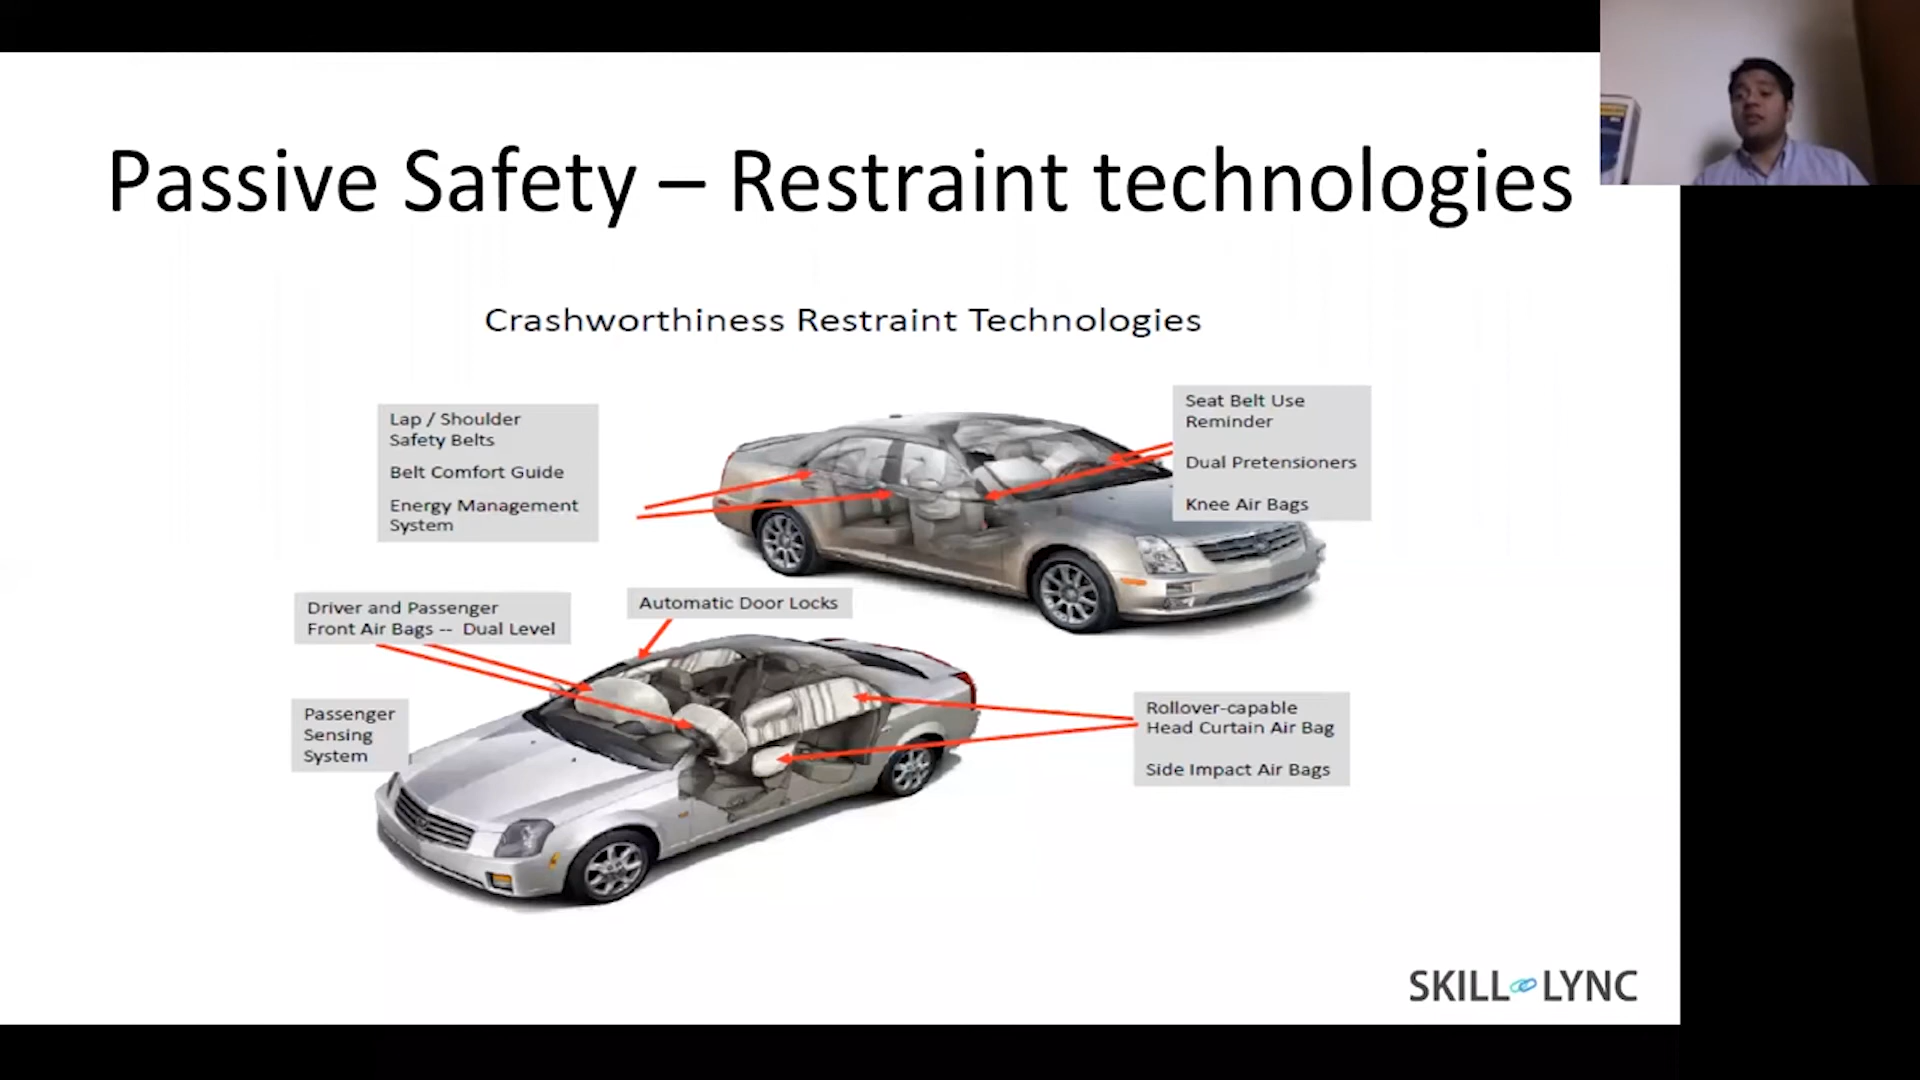 Passive Safety – Restraint technologies
Crashworthiness Restraint Technologies
Lap / Shoulder
Safety Belts
Belt Comfort Guide
Energy Management
System
Seat Belt Use
Reminder
Dual Pretensioners
Knee Air Bags
Driver and Passenger
Front Air Bags -- Dual Level
Automatic Door Locks
Passenger
Sensing
System
Rollover-capable
Head Curtain Air Bag
Side Impact Air Bags
SKILL LYNC